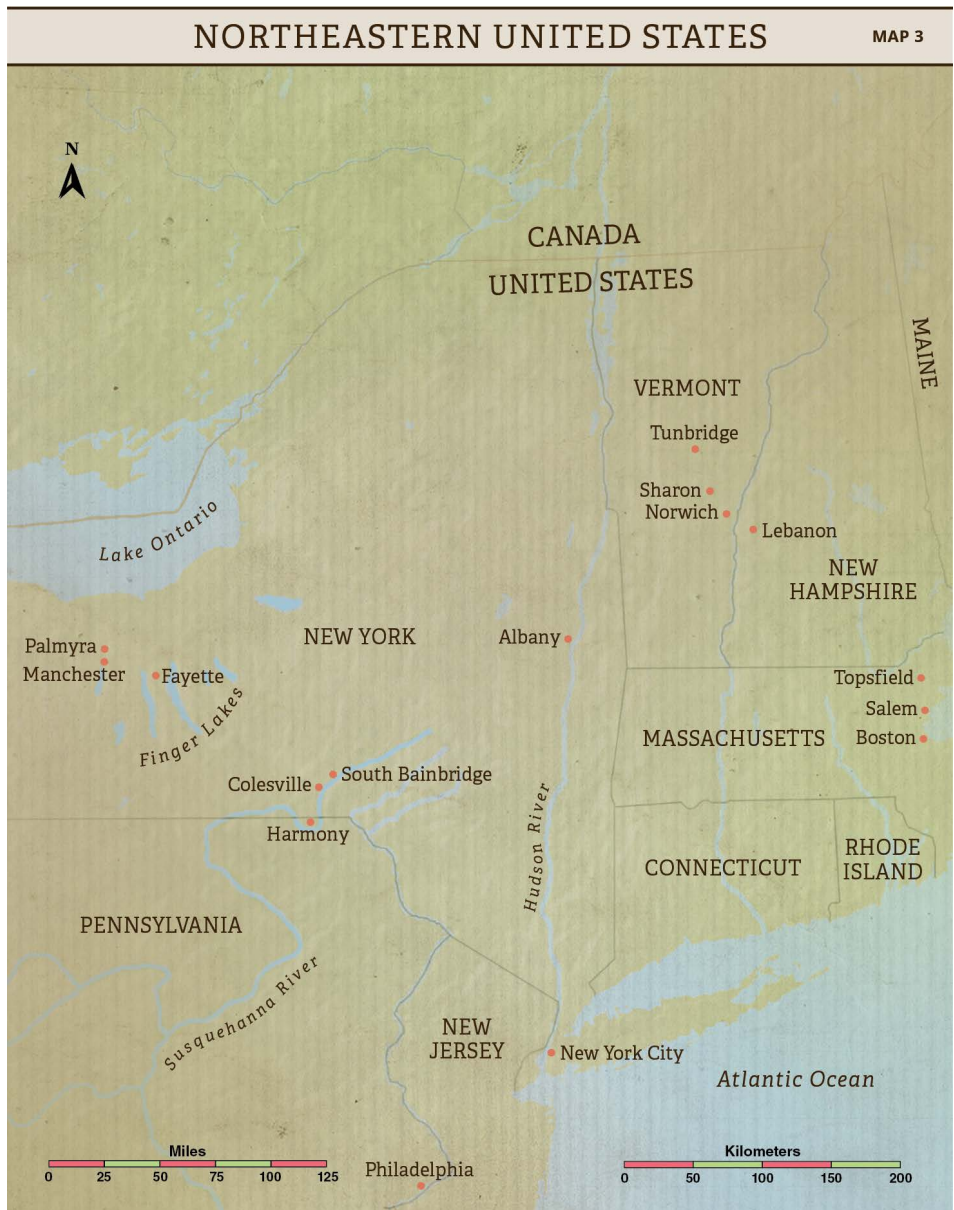 NORTHEASTERN UNITED STATES
MAP 3
N
CANADA
UNITED STATES
MAINE
VERMONT
Tunbridge
Sharon
Norwich
Lebanon
Lake Ontario
NEW
HAMPSHIRE
NEW YORK
Albany
Palmyra
Manchester
Fayette
Finger Lakes
Topsfield
Salem
Boston
MASSACHUSETTS
South Bainbridge
Colesville
Harmony
Hudson River
CONNECTICUT
RHODE
ISLAND
PENNSYLVANIA
Susquehanna River
NEW
JERSEY
New York City
Atlantic Ocean
Miles
0 25 50 75 100 125
Philadelphia
Kilometers
0 50 100 150 200